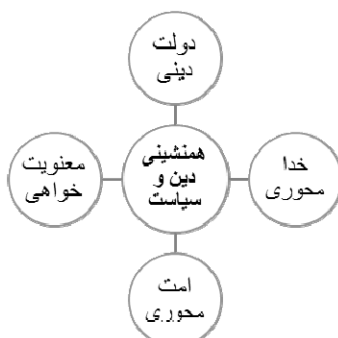 دولت
دینی
همنشینی
دین و
سیاست
خدا
محوری
معنویت
خواهی
امت
محوری